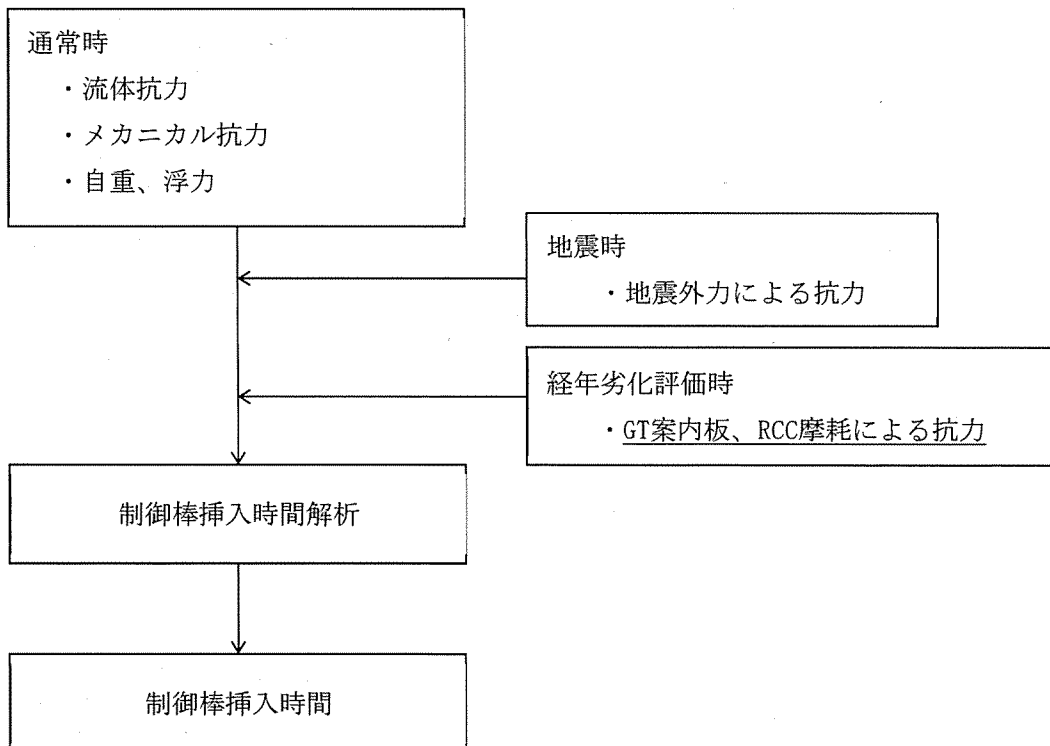 通常時
・流体抗力
・メカニカル抗力
・自重、浮力
地震時
・地震外力による抗力
経年劣化評価時
・GT案内板、RCC摩耗による抗力
制御棒挿入時間解析
制御棒挿入時間